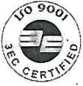 ISO 9001
3EC CERTIFIED